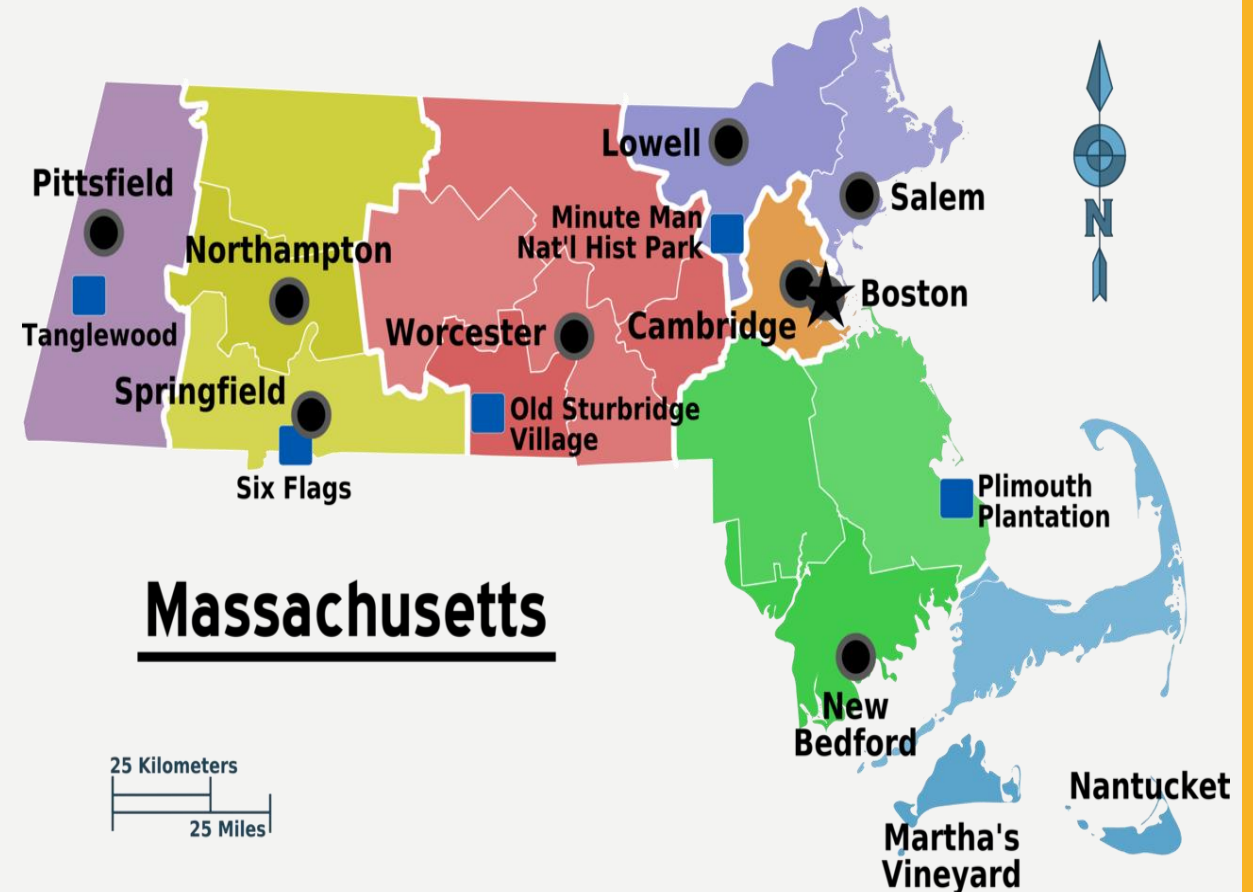 Lowell
Pittsfield
Salem
Minute Man
Nat'l Hist Park
N
Northampton
Boston
Tanglewood
Worcester
Cambridge
Springfield
Old Sturbridge
Village
Six Flags
Plimouth
Plantation
Massachusetts
New
Bedford
25 Kilometers
25 Miles
Nantucket
Martha's
Vineyard